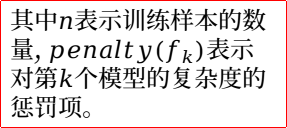 其中n表示训练样本的数
量, penalty(fₖ)表示
对第k个模型的复杂度的
惩罚项。